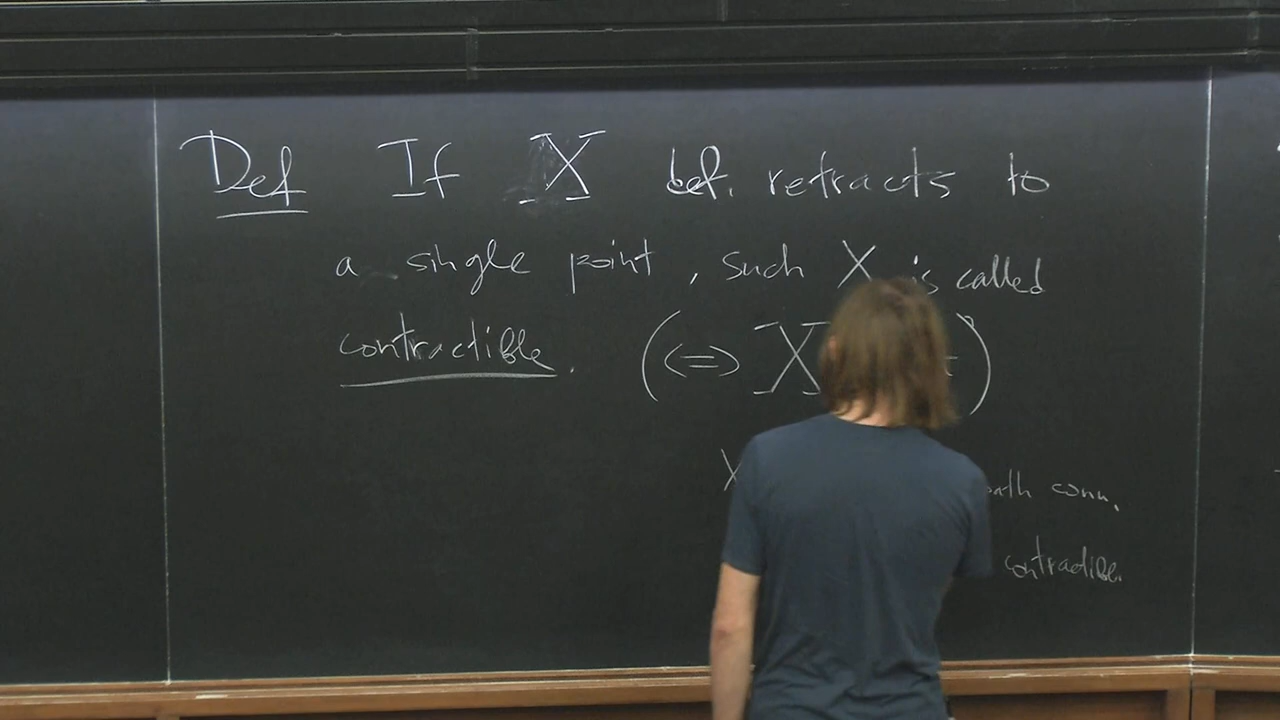 Def If X def. retracts to
a single point, such X is called
contractible. (<=> X )
X path conn.
contractible.